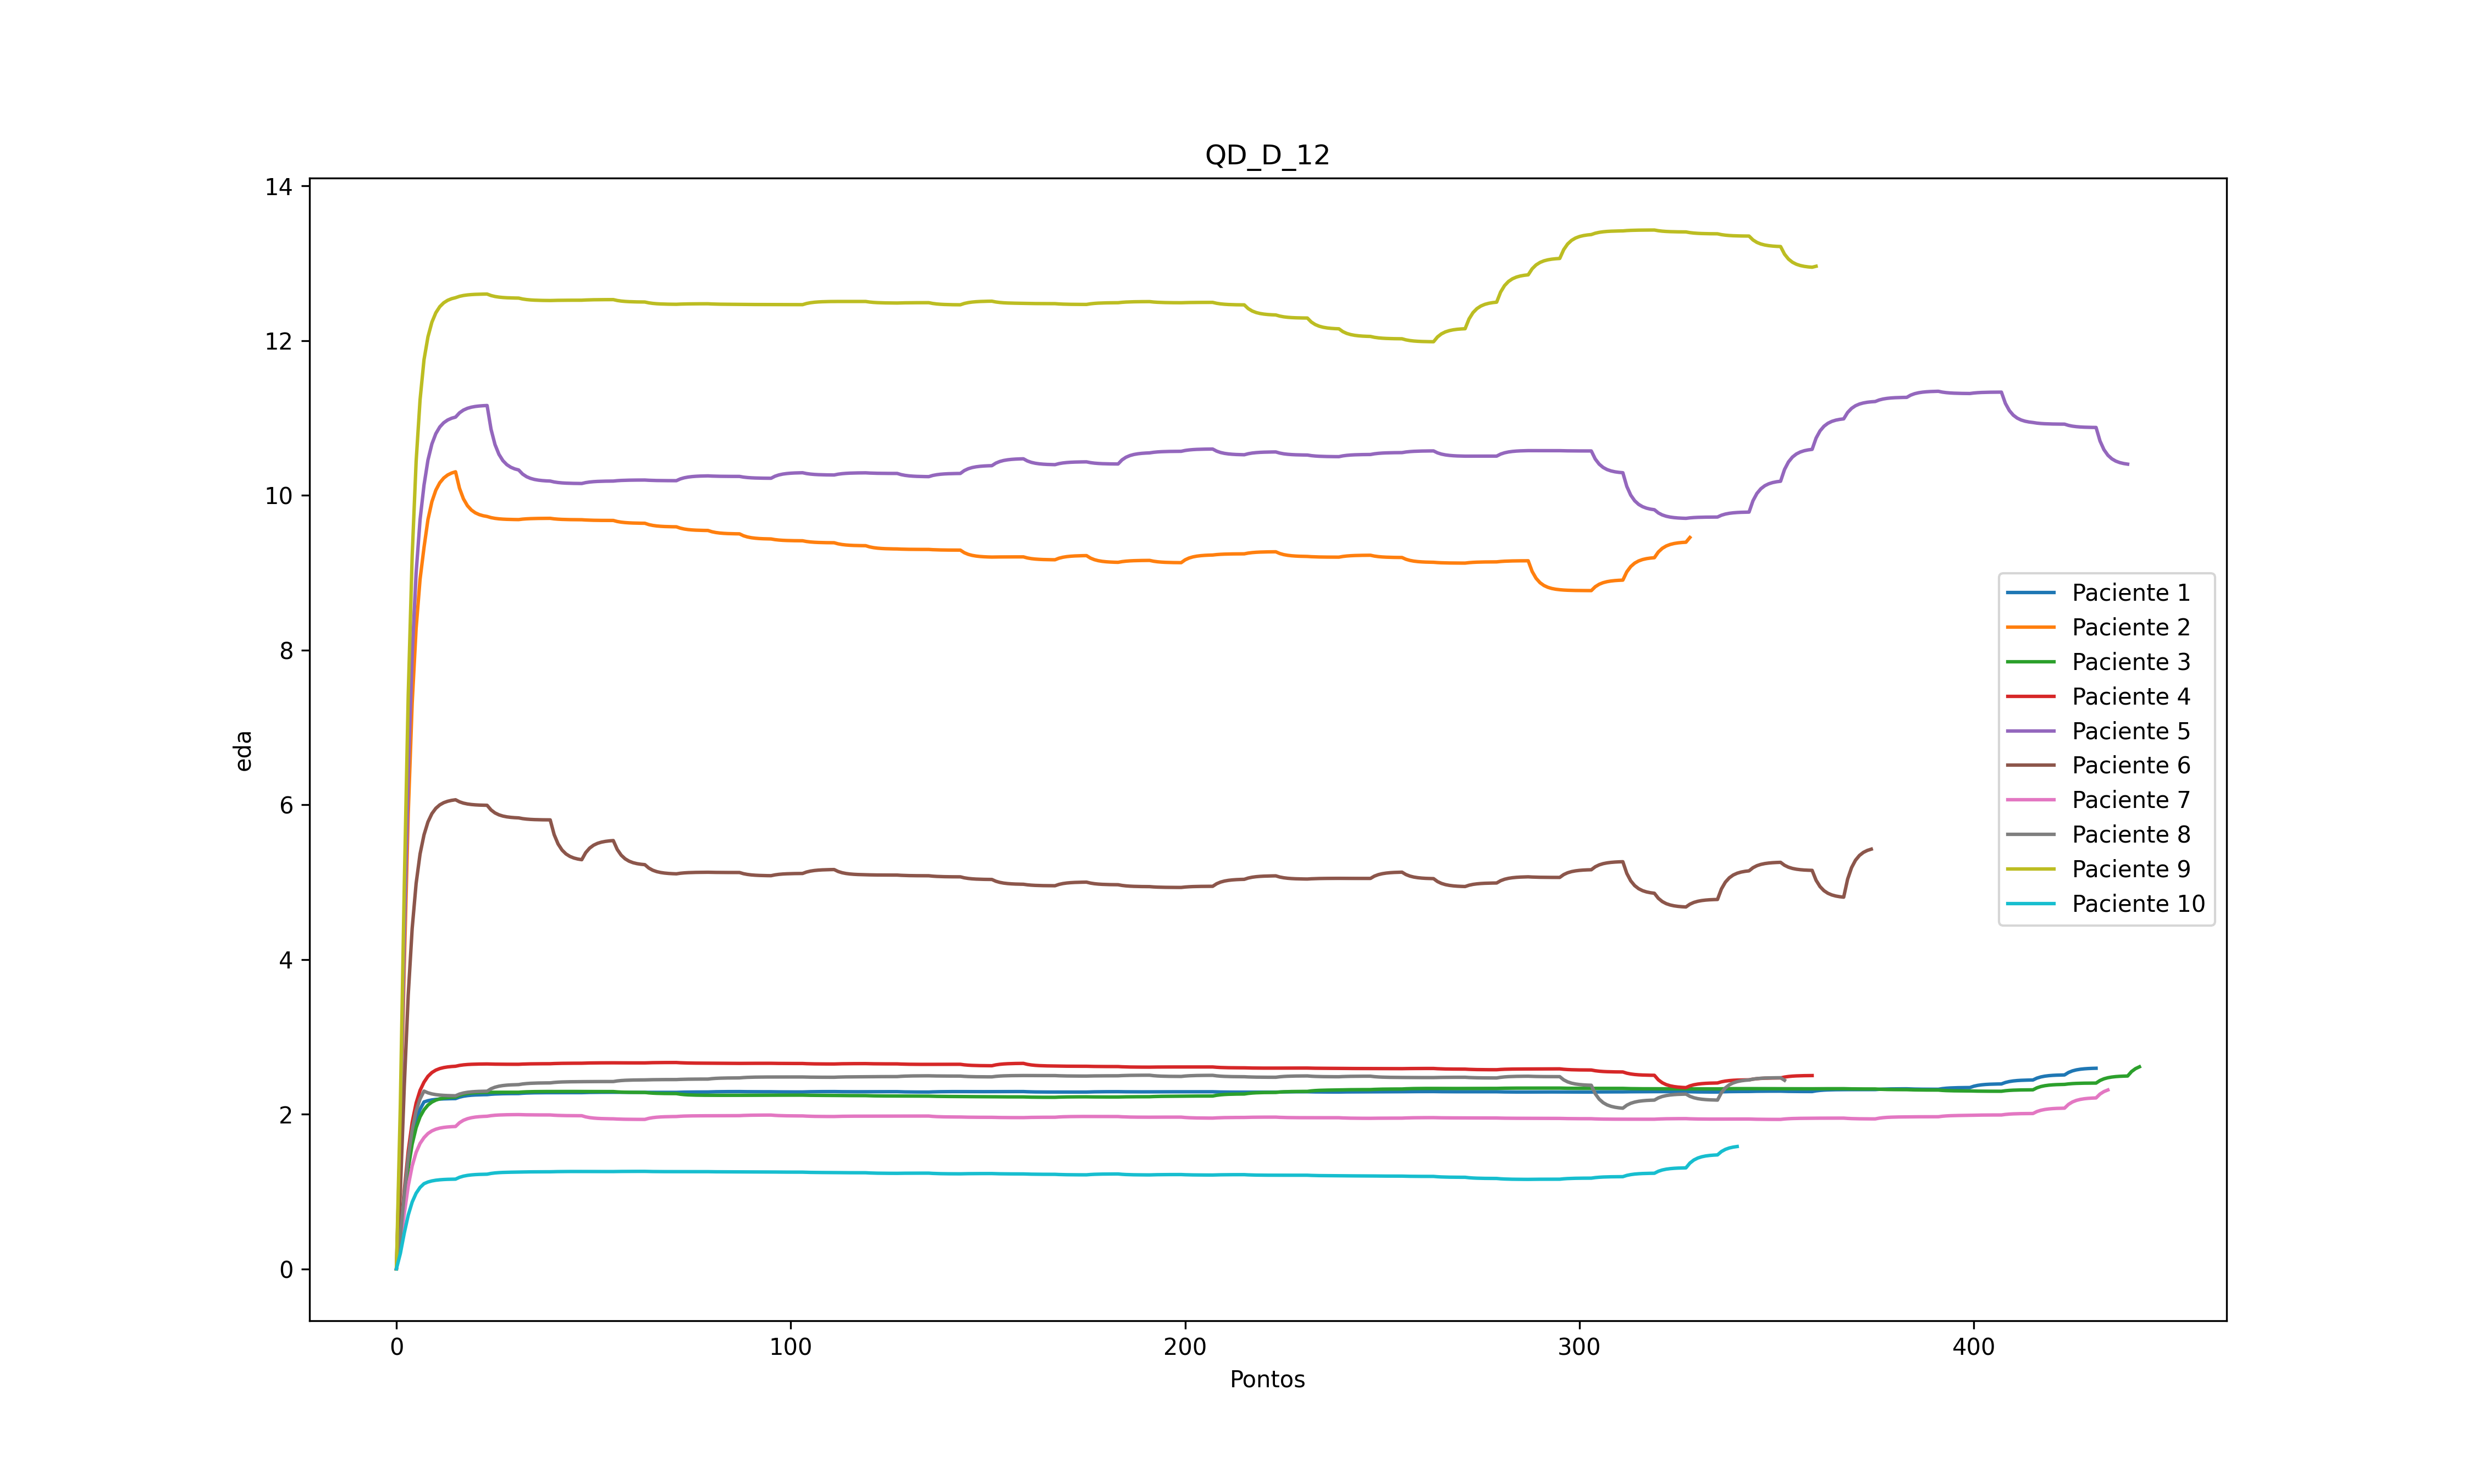 QD_D_12
14
12
10
8
6
4
2
0
eda
Paciente 1
Paciente 2
Paciente 3
Paciente 4
Paciente 5
Paciente 6
Paciente 7
Paciente 8
Paciente 9
Paciente 10
0 100 200 300 400
Pontos